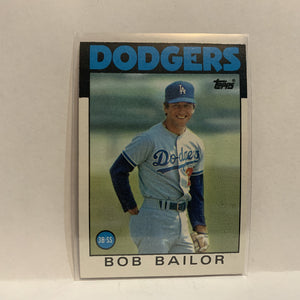 DODGERS
Topps
LA
Dodgers
3B-SS
BOB BAILOR